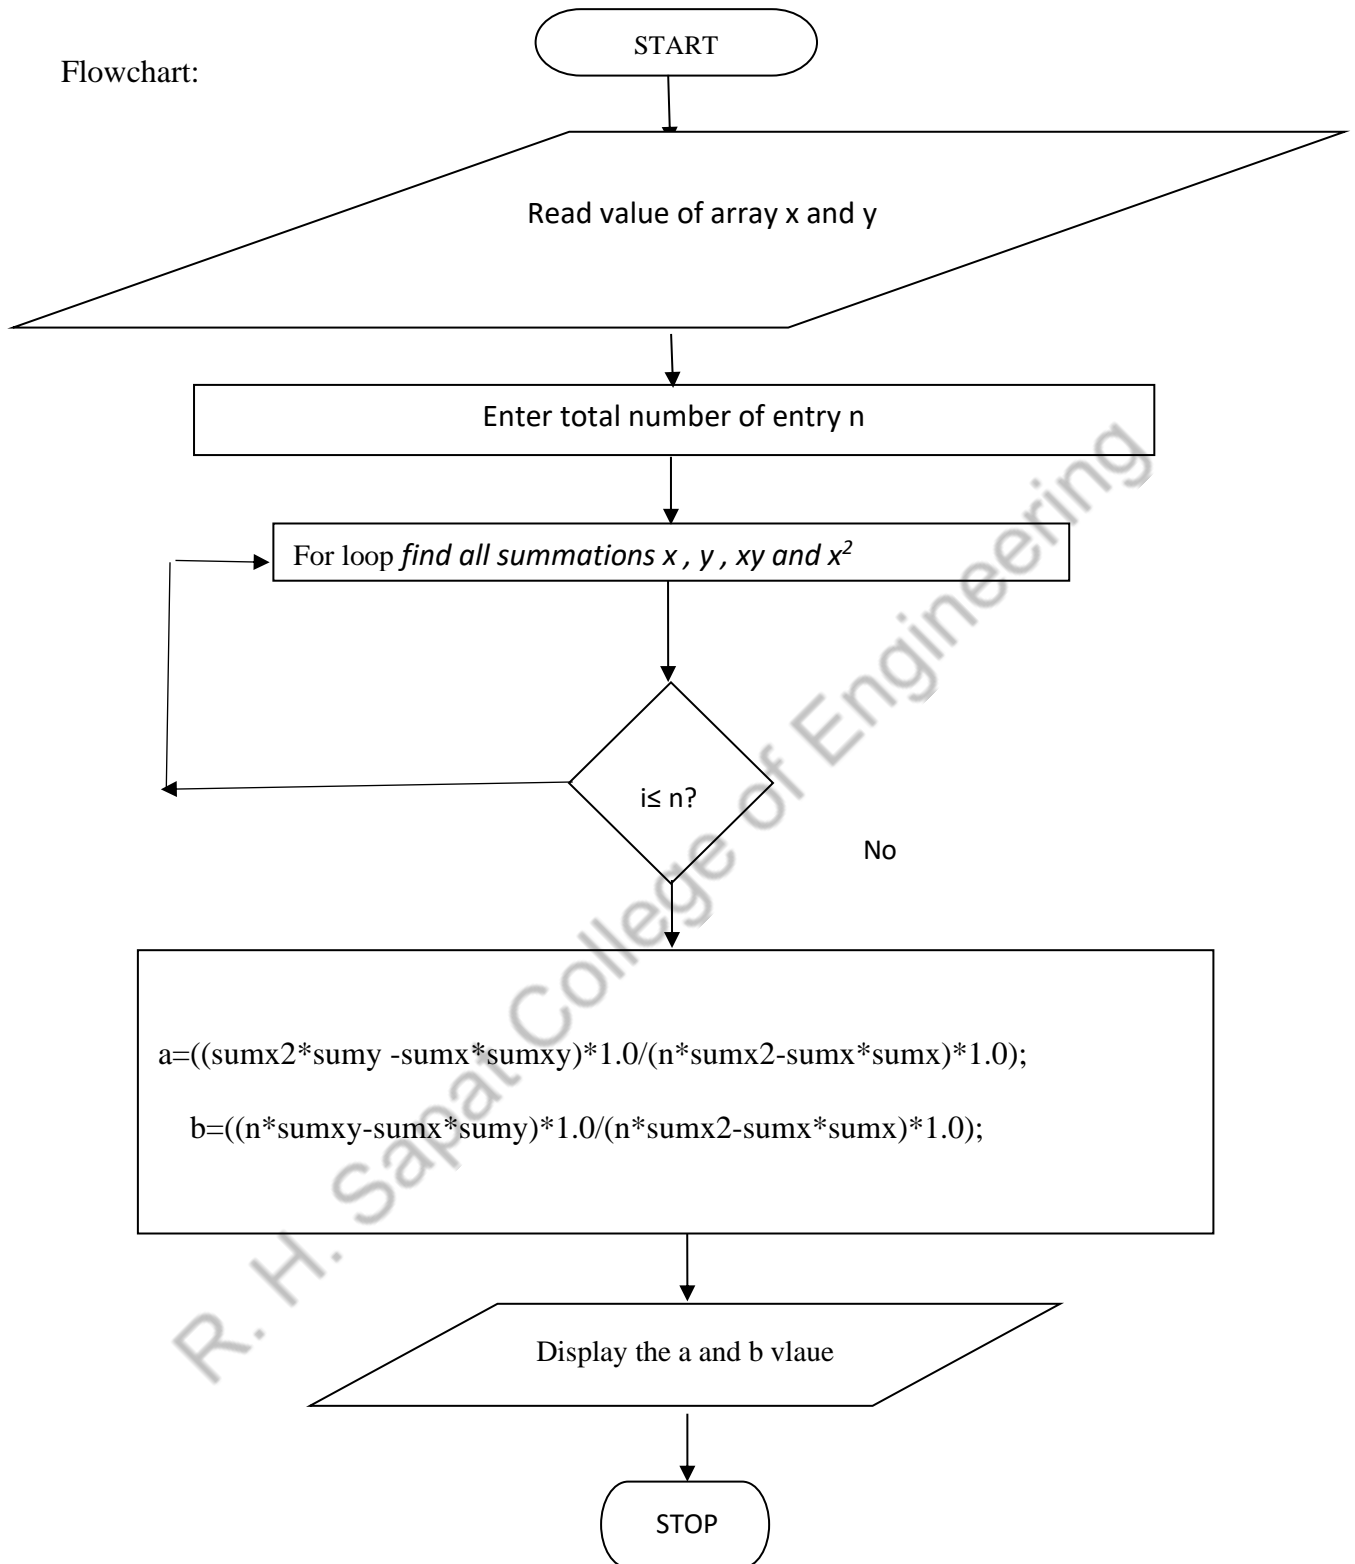 START
Flowchart:
Read value of array x and y
Enter total number of entry n
For loop find all summations x , y , xy and x²
i≤ n?
No
a=((sumx2*sumy -sumx*sumxy)*1.0/(n*sumx2-sumx*sumx)*1.0);
b=((n*sumxy-sumx*sumy)*1.0/(n*sumx2-sumx*sumx)*1.0);
Display the a and b vlaue
STOP
R. H. Sapat College of Engineering